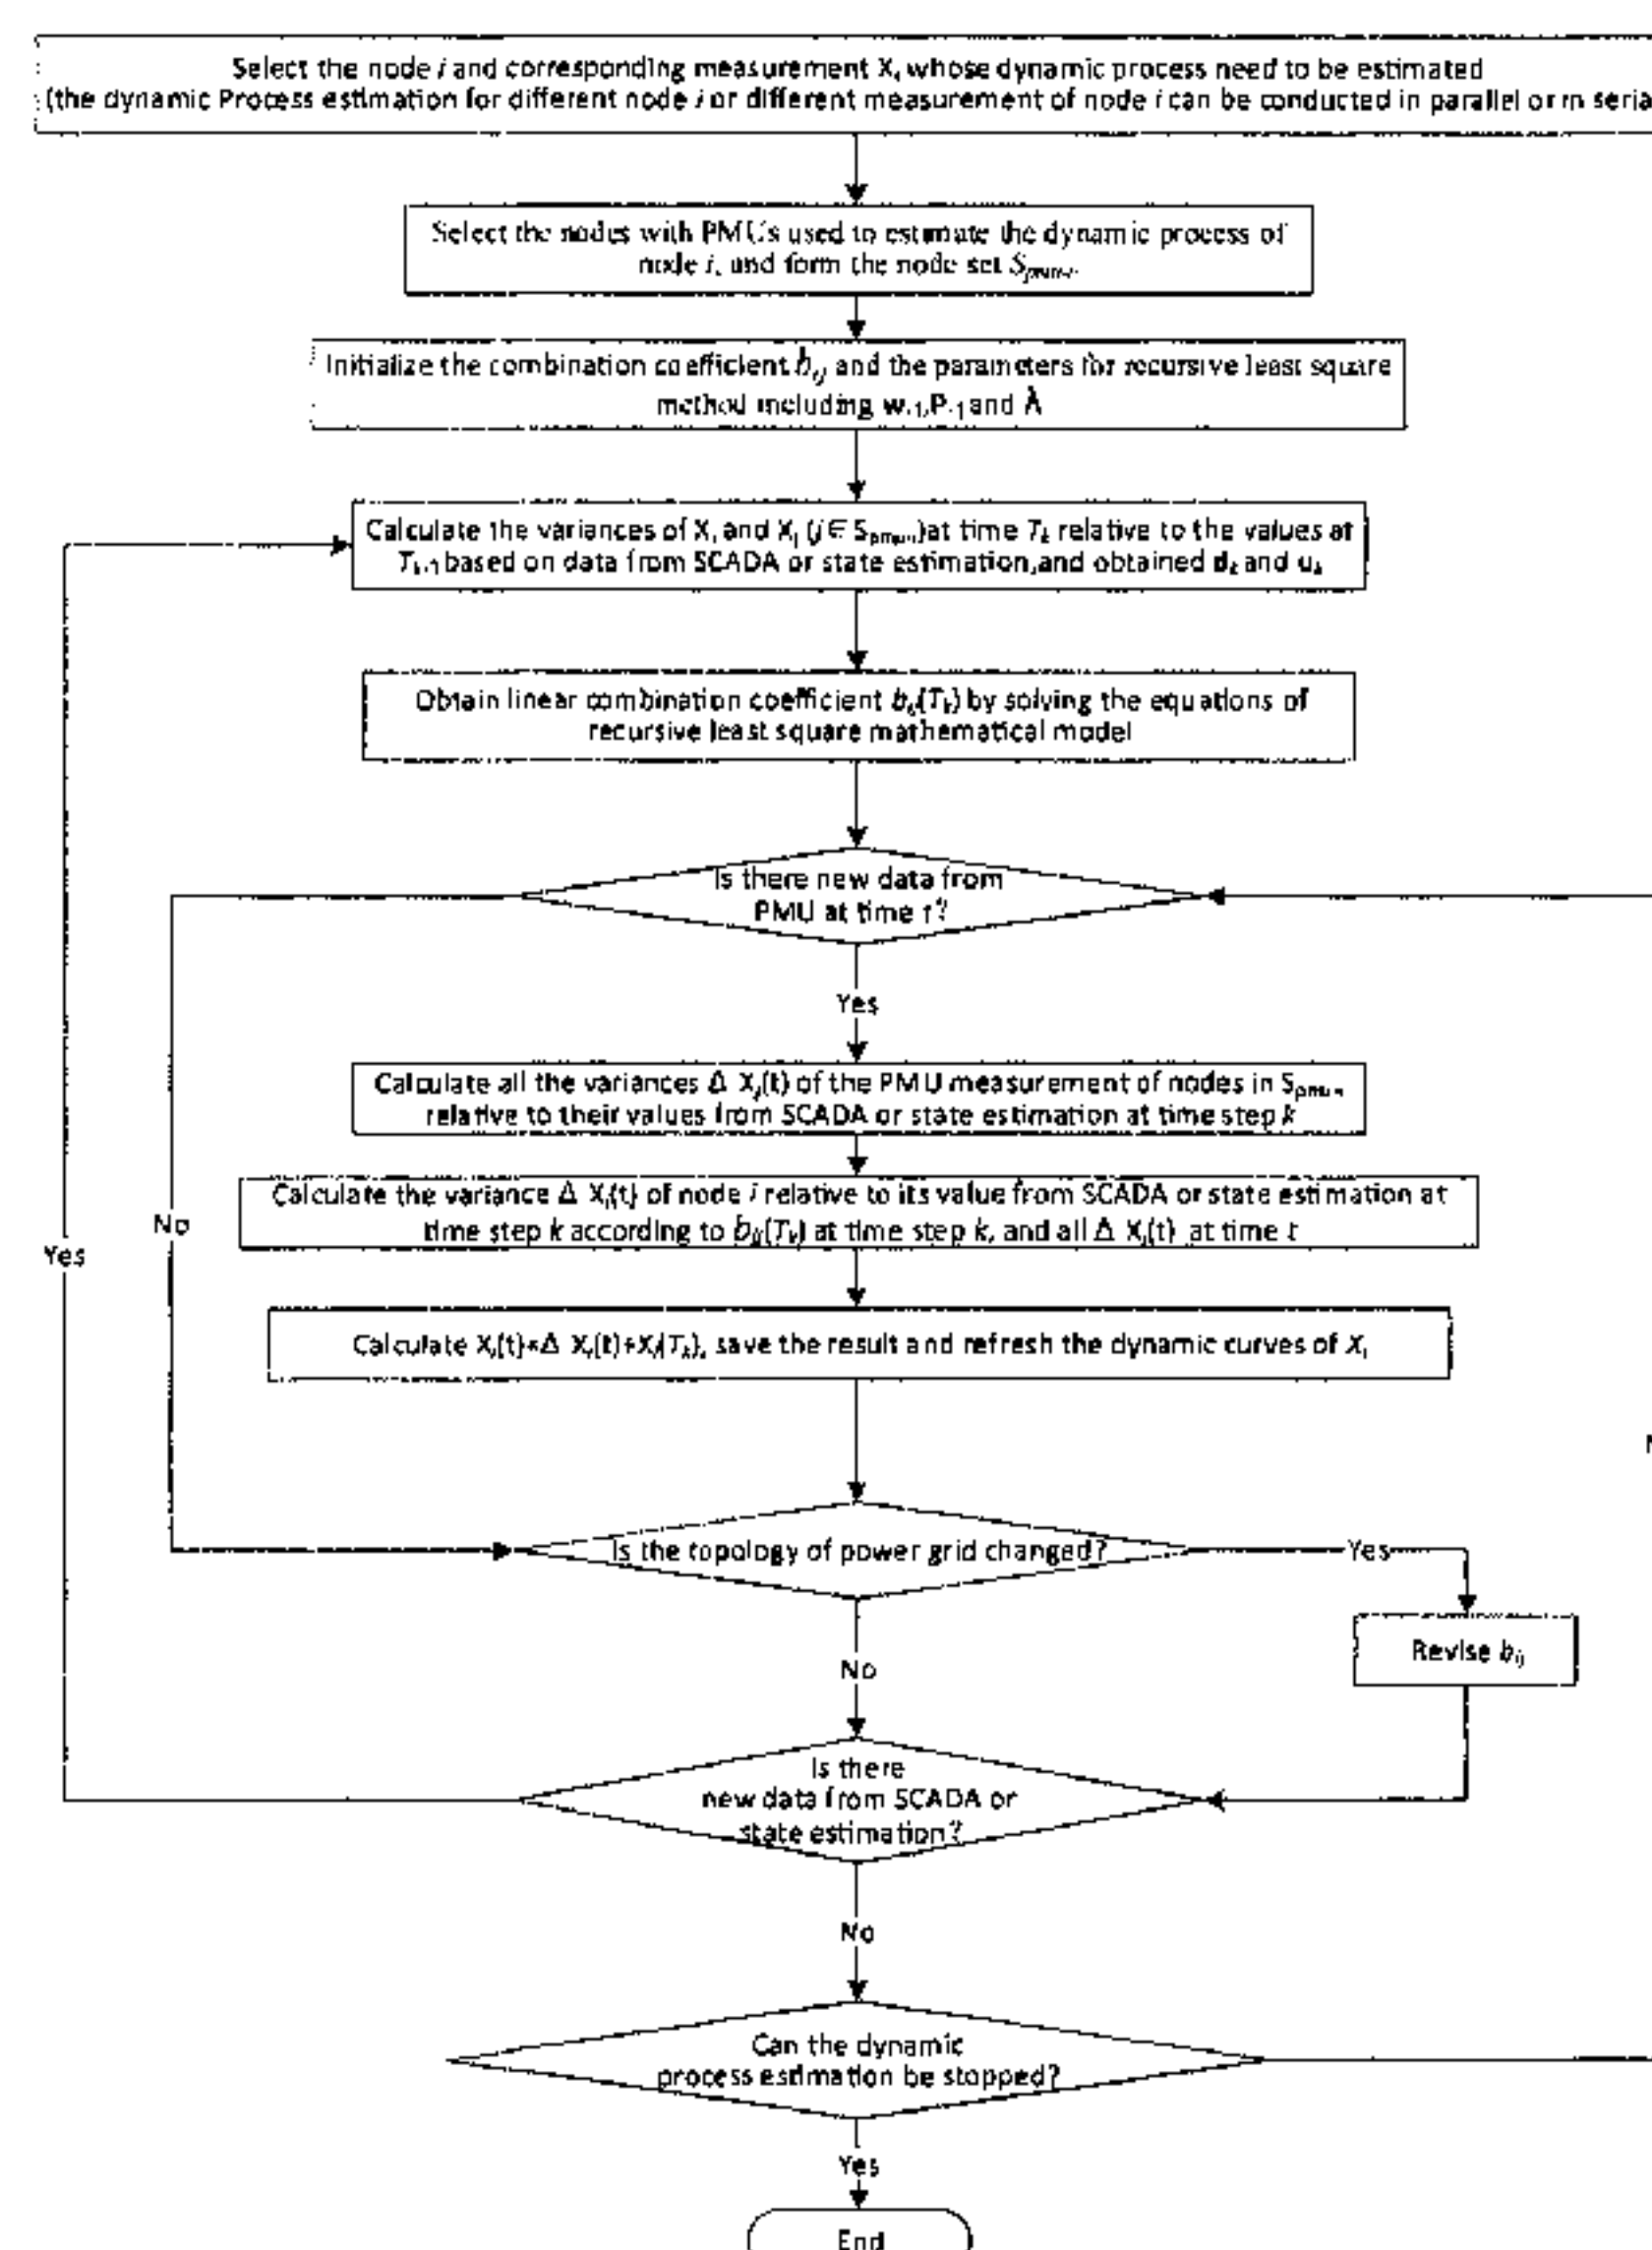 Select the node i and corresponding measurement Xᵢ whose dynamic process need to be estimated
(the dynamic Process estimation for different node i or different measurement of node i can be conducted in parallel or in seria
Select the nodes with PMUs used to estimate the dynamic process of
node i, and form the node set S
Initialize the combination coefficient bᵢⱼ and the parameters for recursive least square
method including w₋₁,P₋₁ and λ
Calculate the variances of Xᵢ and Xⱼ (j∈Spmu-i)at time Tₖ relative to the values at
Tₖ₋₁ based on data from SCADA or state estimation,and obtained dₖ and uₖ
Obtain linear combination coefficient bᵢⱼ(Tₖ) by solving the equations of
recursive least square mathematical model
Is there new data from
PMU at time t?
Yes
Calculate all the variances Δ Xⱼ(t) of the PMU measurement of nodes in Spmu-i
relative to their values from SCADA or state estimation at time step k
Calculate the variance Δ Xᵢ(t) of node i relative to its value from SCADA or state estimation at
time step k according to bᵢⱼ(Tₖ) at time step k, and all Δ Xⱼ(t) at time t
No
Yes
Calculate Xᵢ(t)=Δ Xᵢ(t)+Xᵢ(Tₖ), save the result and refresh the dynamic curves of Xᵢ
Is the topology of power grid changed?
Yes
Revise bᵢⱼ
No
Is there
new data from SCADA or
state estimation?
No
Can the dynamic
process estimation be stopped?
Yes
End